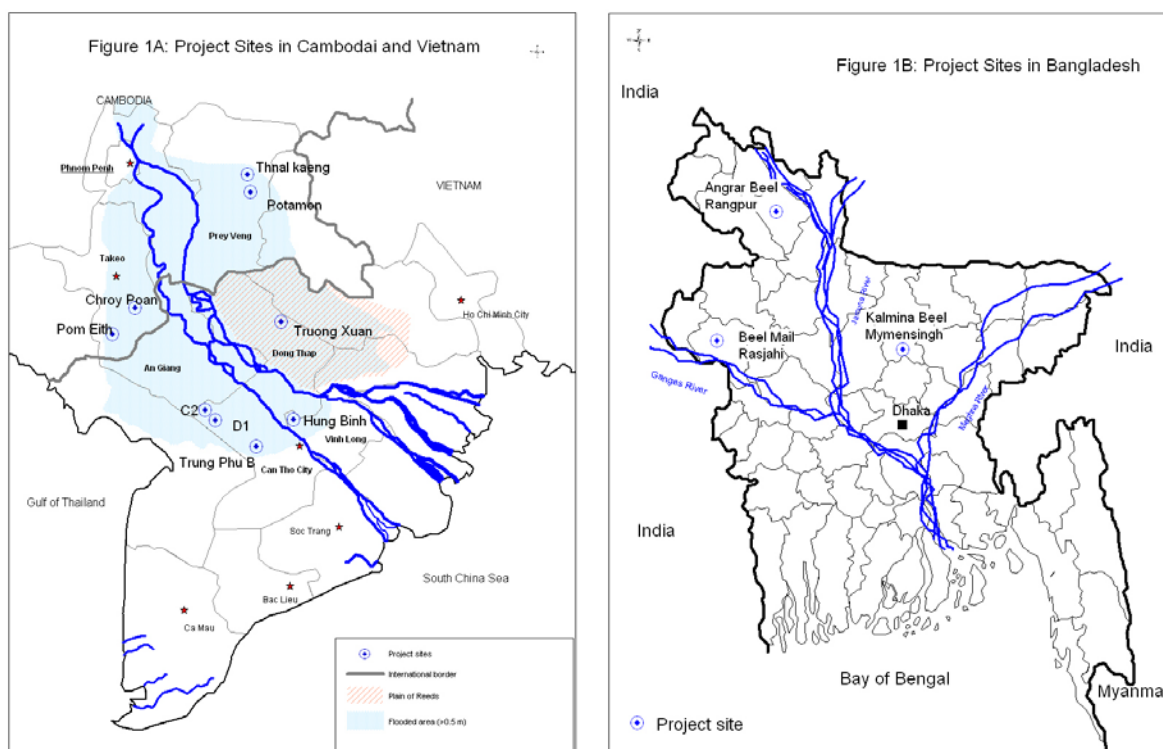 Figure 1A: Project Sites in Cambodai and Vietnam
CAMBODIA
Phnom Penh
Thnal kaeng
VIETNAM
Potamon
Prey Veng
Takeo
Chroy Poan
Ho Chi Minh City
Pom Eith
Truong Xuan
Dong Thap
An Giang
C2
D1
Hung Binh
Vinh Long
Trung Phu B
Can Tho City
Gulf of Thailand
Soc Trang
South China Sea
Bac Lieu
Ca Mau
Project sites
International border
Plain of Reeds
Flooded area (>0.5 m)
Figure 1B: Project Sites in Bangladesh
India
Angrar Beel
Rangpur
Jamuna River
Kalmina Beel
Mymensingh
Beel Mail
Rasjahi
India
Ganges River
Dhaka
Meghna River
India
Bay of Bengal
Myanma
Project site